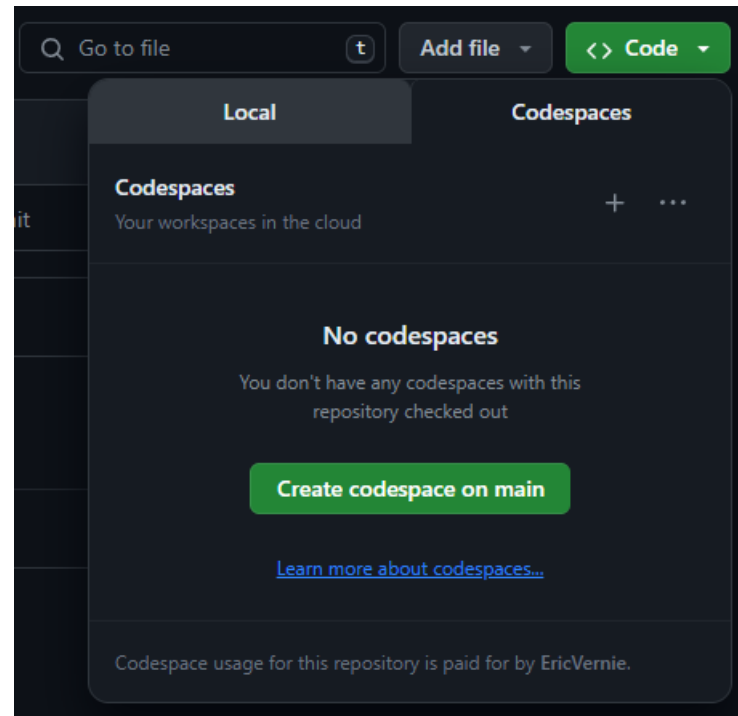 Go to file
t
Add file
<> Code
Local
Codespaces
Codespaces
Your workspaces in the cloud
+ ...
it
No codespaces
You don't have any codespaces with this
repository checked out
Create codespace on main
Learn more about codespaces...
Codespace usage for this repository is paid for by EricVernie.